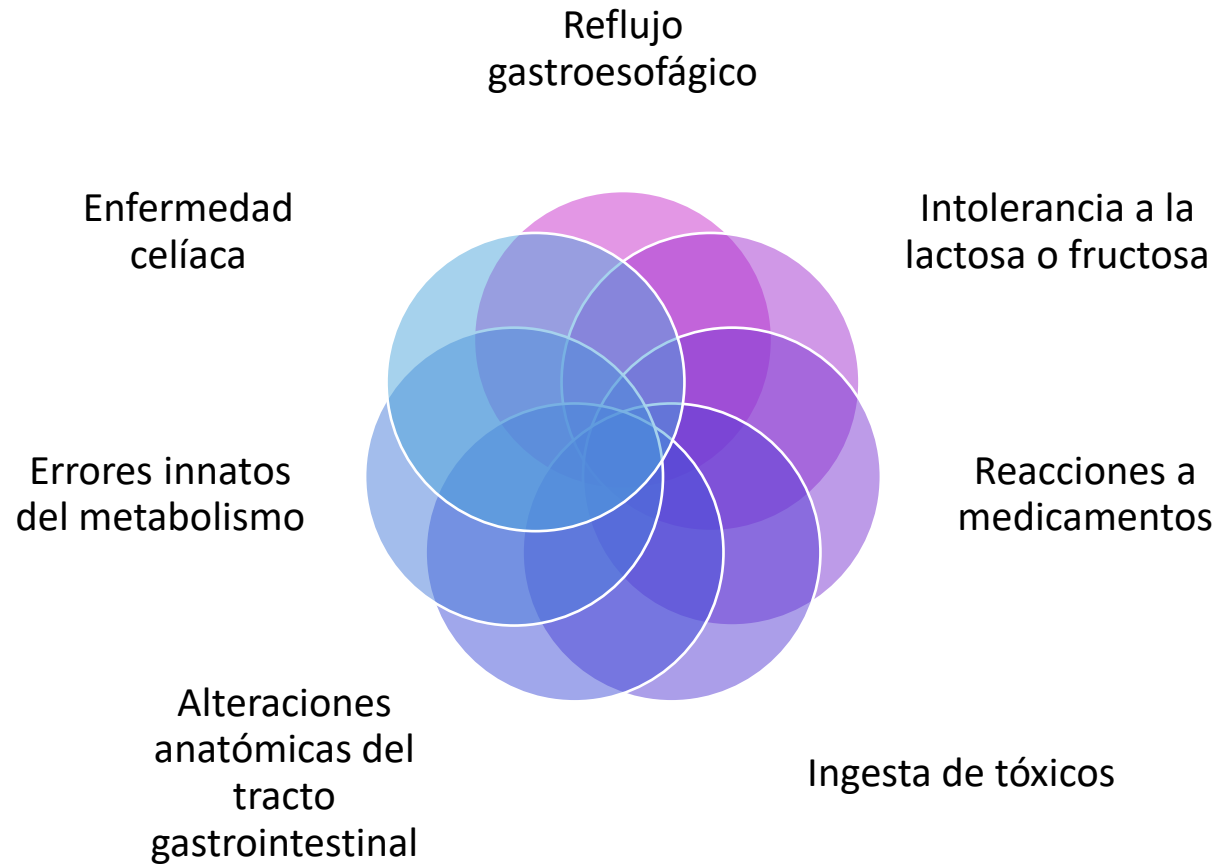 Reflujo
gastroesofágico
Intolerancia a la
lactosa o fructosa
Reacciones a
medicamentos
Ingesta de tóxicos
Alteraciones
anatómicas del
tracto
gastrointestinal
Errores innatos
del metabolismo
Enfermedad
celíaca